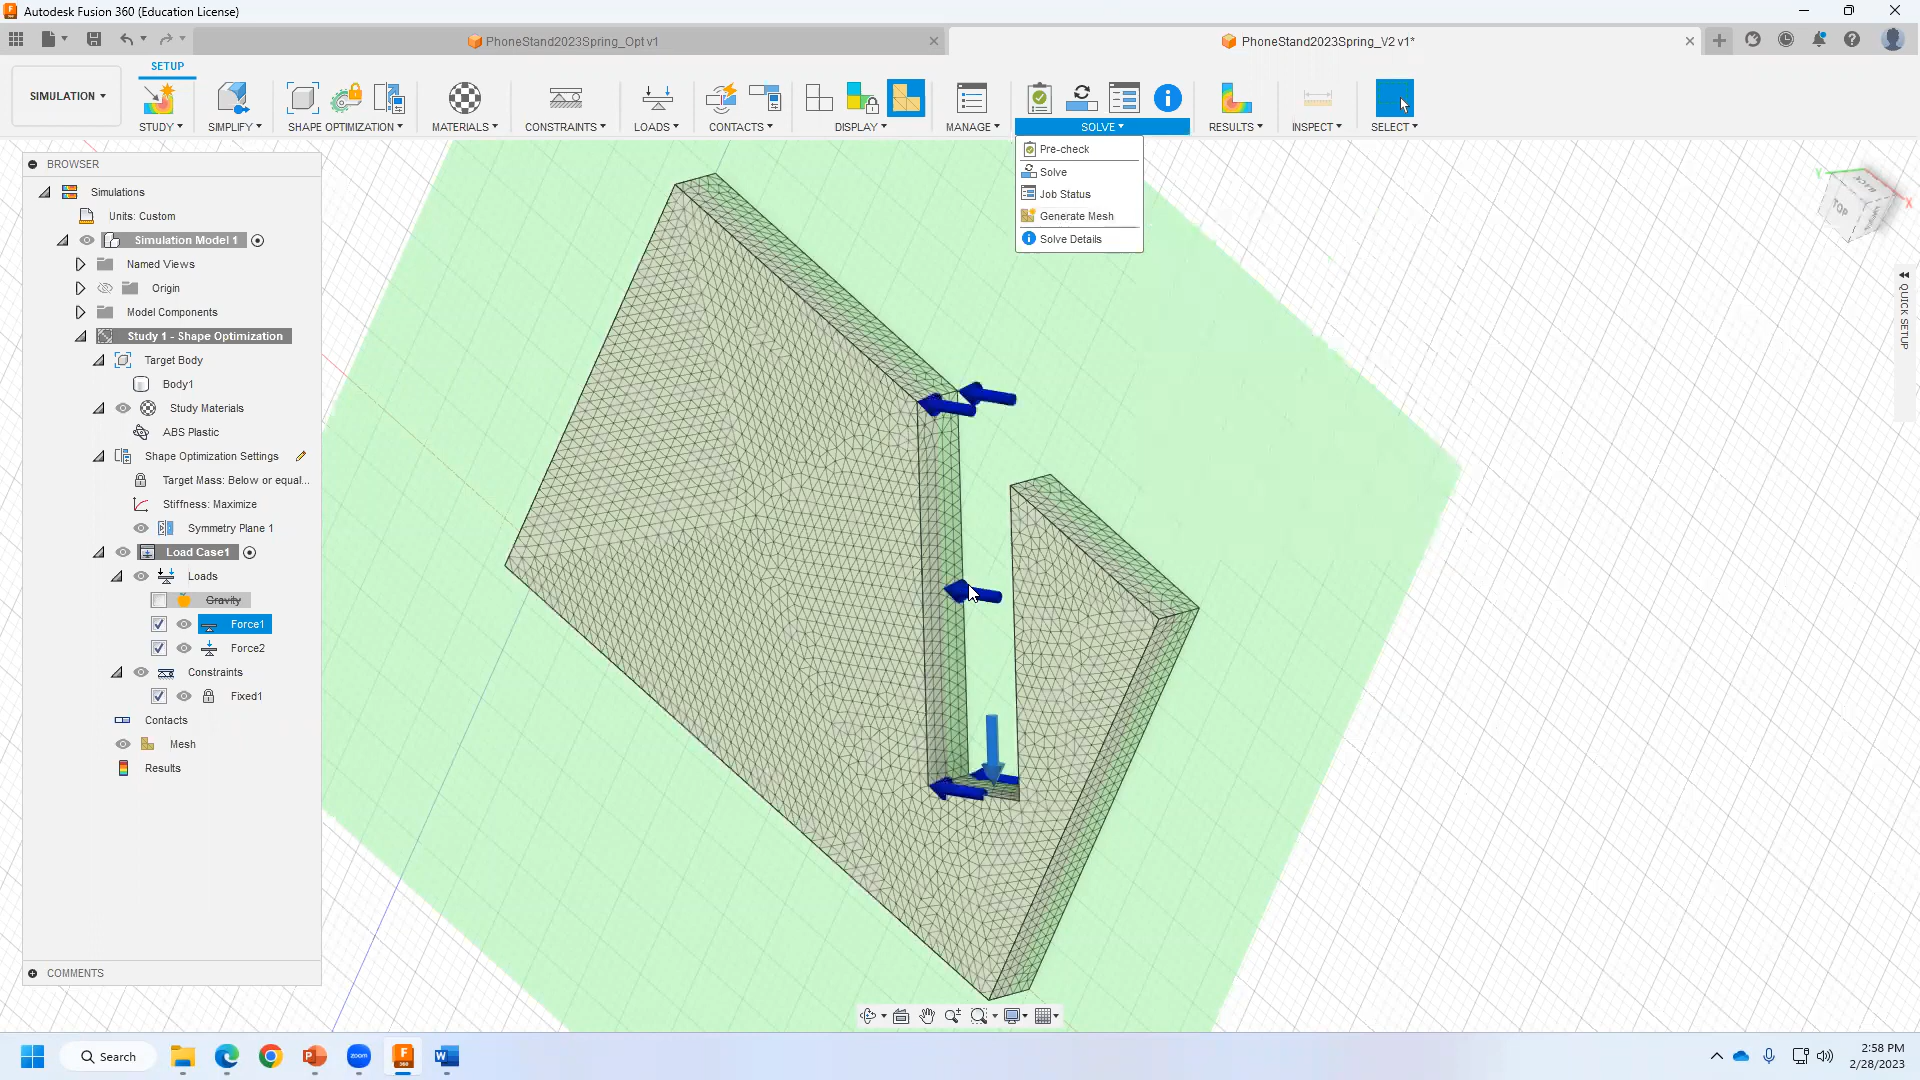 Autodesk Fusion 360 (Education License)
PhoneStand2023Spring_Opt v1
PhoneStand2023Spring_V2 v1*
SETUP
SIMULATION
STUDY
SIMPLIFY
SHAPE OPTIMIZATION
MATERIALS
CONSTRAINTS
LOADS
CONTACTS
DISPLAY
MANAGE
SOLVE
RESULTS
INSPECT
SELECT
Pre-check
Solve
Job Status
Generate Mesh
Solve Details
BROWSER
Simulations
Units: Custom
Simulation Model 1
Named Views
Origin
Model Components
Study 1 - Shape Optimization
Target Body
Body1
Study Materials
ABS Plastic
Shape Optimization Settings
Target Mass: Below or equal...
Stiffness: Maximize
Symmetry Plane 1
Load Case1
Loads
Gravity
Force1
Force2
Constraints
Fixed1
Contacts
Mesh
Results
COMMENTS
TOP
BACK
Y
X
QUICK SETUP
Search
zoom
F
360
W
2:58 PM
2/28/2023